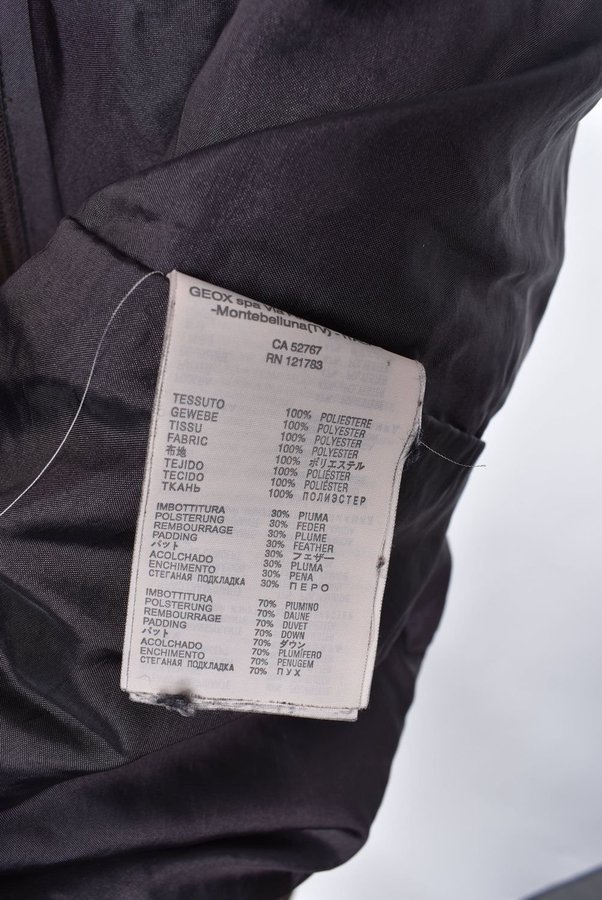 GEOX spa via
-Montebelluna(TV) -
CA 52767
RN 121783
TESSUTO 100% POLIESTERE
GEWEBE 100% POLYESTER
TISSU 100% POLYESTER
FABRIC 100% POLYESTER
布地 100% ポリエステル
TEJIDO 100% POLIÉSTER
TECIDO 100% POLIÉSTER
ТКАНЬ 100% ПОЛИЭСТЕР
IMBOTTITURA 30% PIUMA
POLSTERUNG 30% FEDER
REMBOURRAGE 30% PLUME
PADDING 30% FEATHER
パット 30% フェザー
ACOLCHADO 30% PLUMA
ENCHIMENTO 30% PENA
СТЕГАНАЯ ПОДКЛАДКА 30% ПЕРО
IMBOTTITURA 70% PIUMINO
POLSTERUNG 70% DAUNE
REMBOURRAGE 70% DUVET
PADDING 70% DOWN
パット 70% ダウン
ACOLCHADO 70% PLUMÍFERO
ENCHIMENTO 70% PENUGEM
СТЕГАНАЯ ПОДКЛАДКА 70% ПУХ